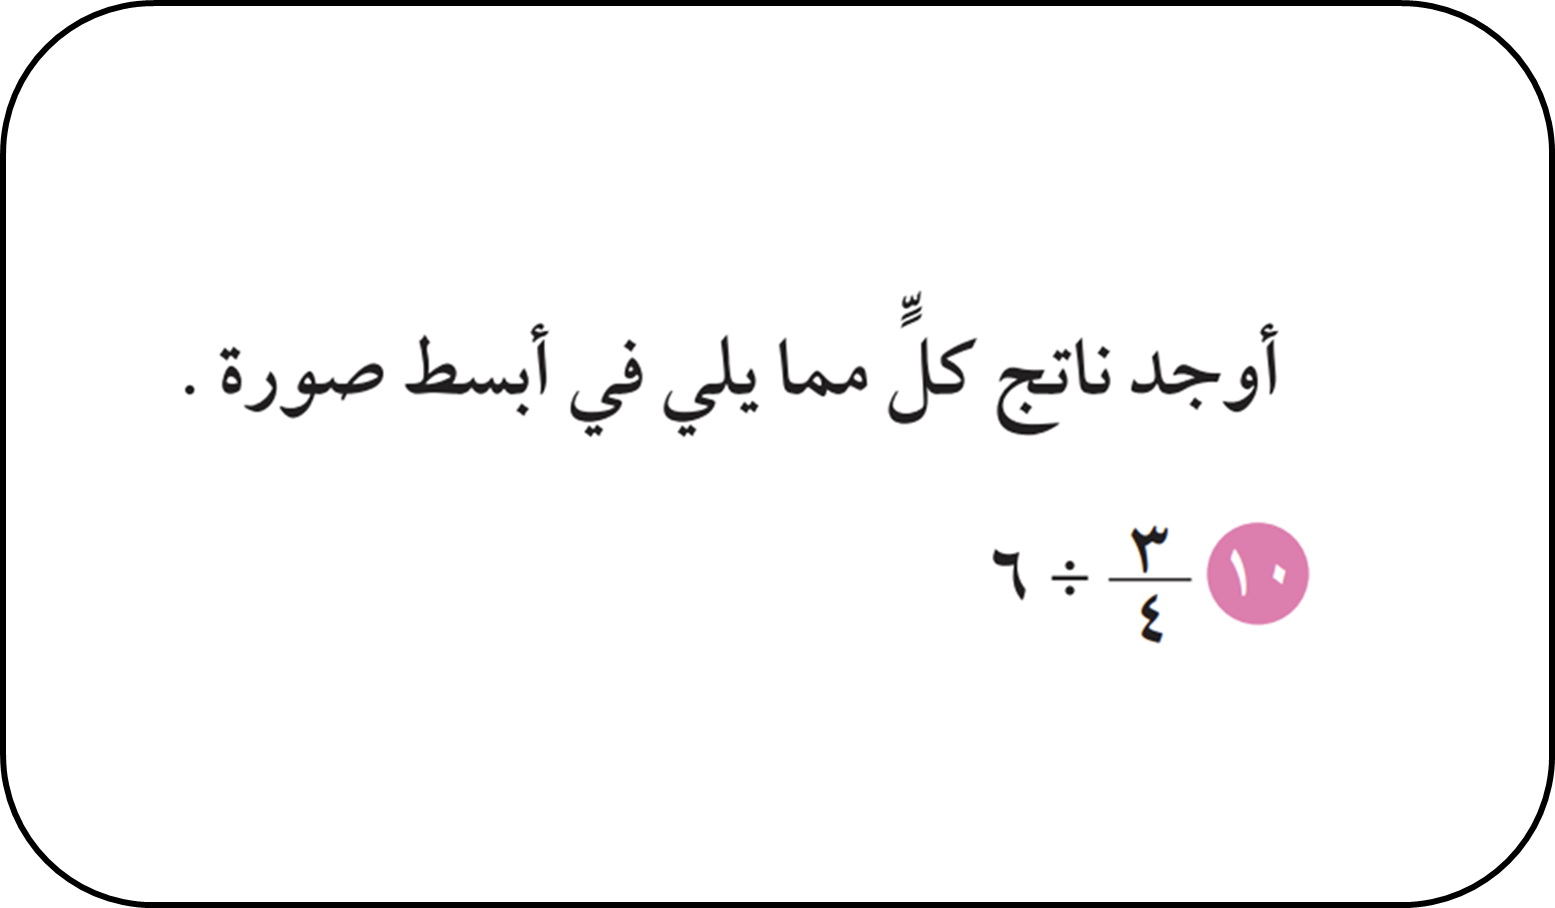 أوجد ناتج كلٍّ مما يلي في أبسط صورة .
١٠ ٣/٤ ÷ ٦